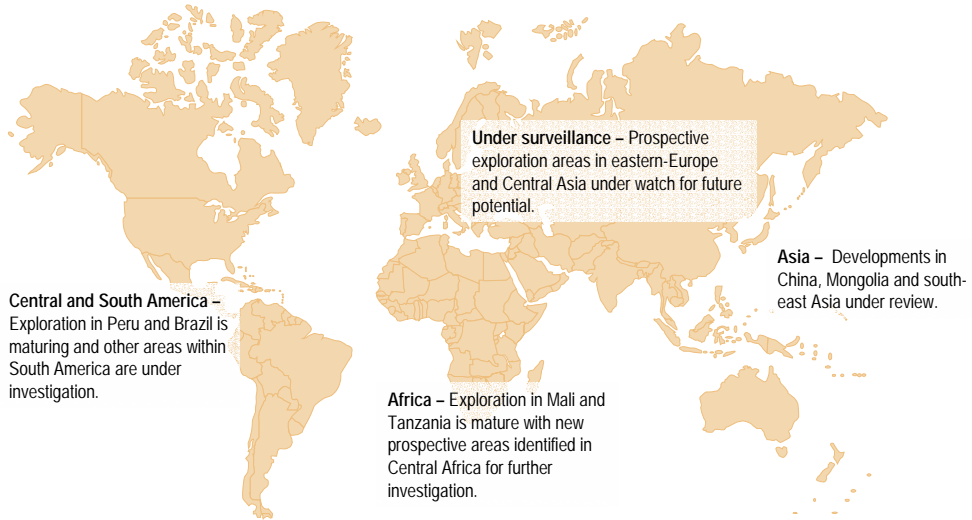 Under surveillance – Prospective
exploration areas in eastern-Europe
and Central Asia under watch for future
potential.
Asia –  Developments in
China, Mongolia and south-
east Asia under review.
Central and South America –
Exploration in Peru and Brazil is
maturing and other areas within
South America are under
investigation.
Africa – Exploration in Mali and
Tanzania is mature with new
prospective areas identified in
Central Africa for further
investigation.